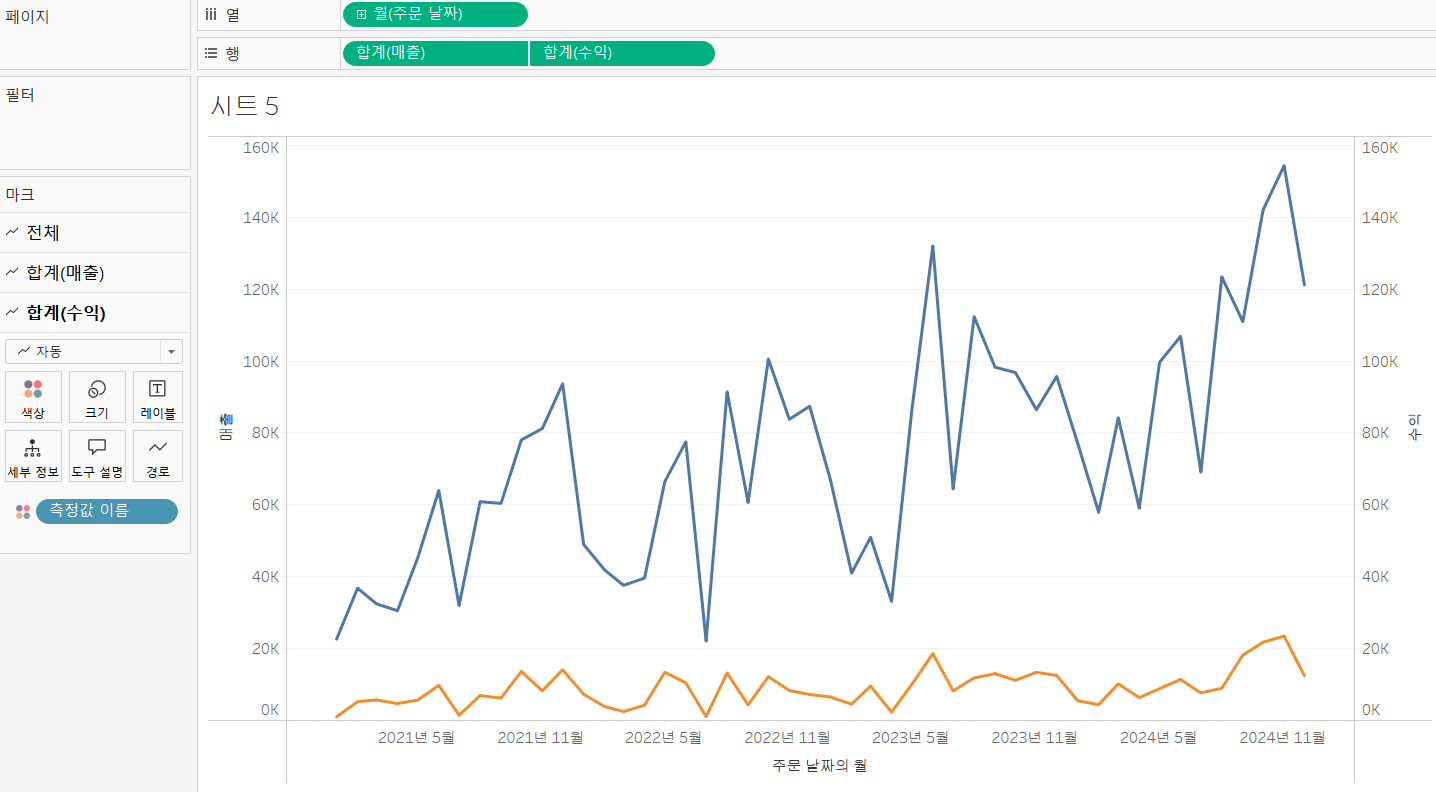 페이지
열
월(주문 날짜)
행
합계(매출)
합계(수익)
필터
시트 5
마크
전체
합계(매출)
합계(수익)
자동
색상
크기
레이블
세부 정보
도구 설명
경로
측정값 이름
160K
140K
120K
100K
80K
60K
40K
20K
0K
매출
160K
140K
120K
100K
80K
60K
40K
20K
0K
수익
2021년 5월
2021년 11월
2022년 5월
2022년 11월
2023년 5월
2023년 11월
2024년 5월
2024년 11월
주문 날짜의 월